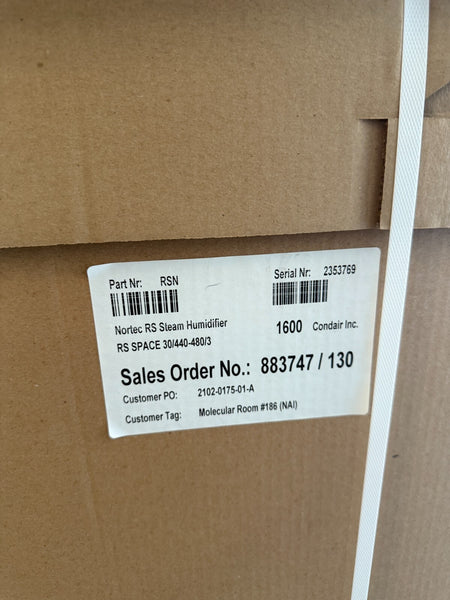 Part Nr: RSN
Serial Nr: 2353769
Nortec RS Steam Humidifier
1600 Condair Inc.
RS SPACE 30/440-480/3
Sales Order No.: 883747 / 130
Customer PO: 2102-0175-01-A
Customer Tag: Molecular Room #186 (NAI)